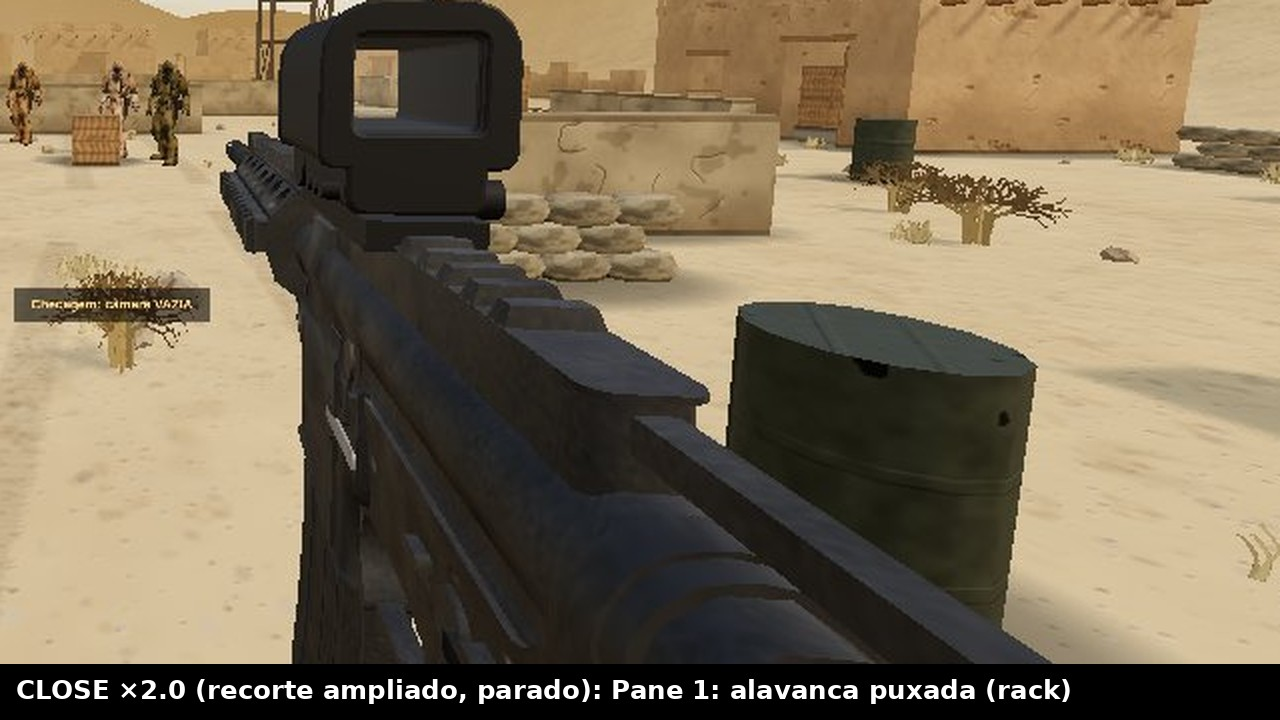 Checagem: câmara VAZIA
CLOSE ×2.0 (recorte ampliado, parado): Pane 1: alavanca puxada (rack)